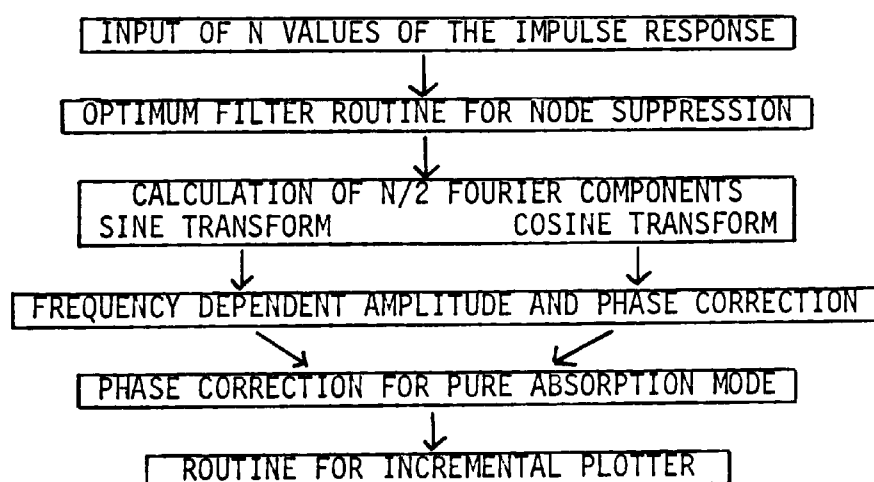 INPUT OF N VALUES OF THE IMPULSE RESPONSE
OPTIMUM FILTER ROUTINE FOR NODE SUPPRESSION
CALCULATION OF N/2 FOURIER COMPONENTS
SINE TRANSFORM COSINE TRANSFORM
FREQUENCY DEPENDENT AMPLITUDE AND PHASE CORRECTION
PHASE CORRECTION FOR PURE ABSORPTION MODE
ROUTINE FOR INCREMENTAL PLOTTER